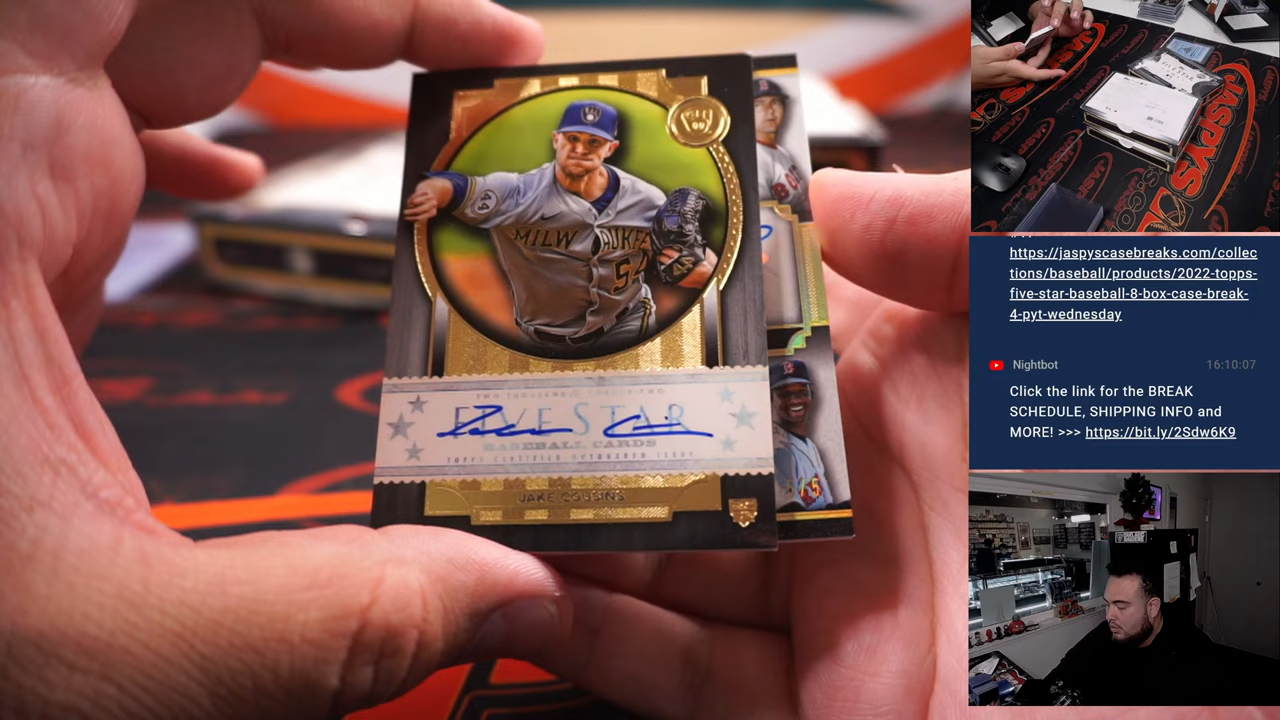 MILWAUKEE
54
44
TWO THOUSAND & TWENTY-TWO
FIVE STAR
BASEBALL CARDS
TOPPS CERTIFIED AUTOGRAPH ISSUE
JAKE COUSINS
RC
https://jaspyscasebreaks.com/collec
tions/baseball/products/2022-topps-
five-star-baseball-8-box-case-break-
4-pyt-wednesday
Nightbot 16:10:07
Click the link for the BREAK
SCHEDULE, SHIPPING INFO and
MORE! >>> https://bit.ly/2Sdw6K9
JASPYS